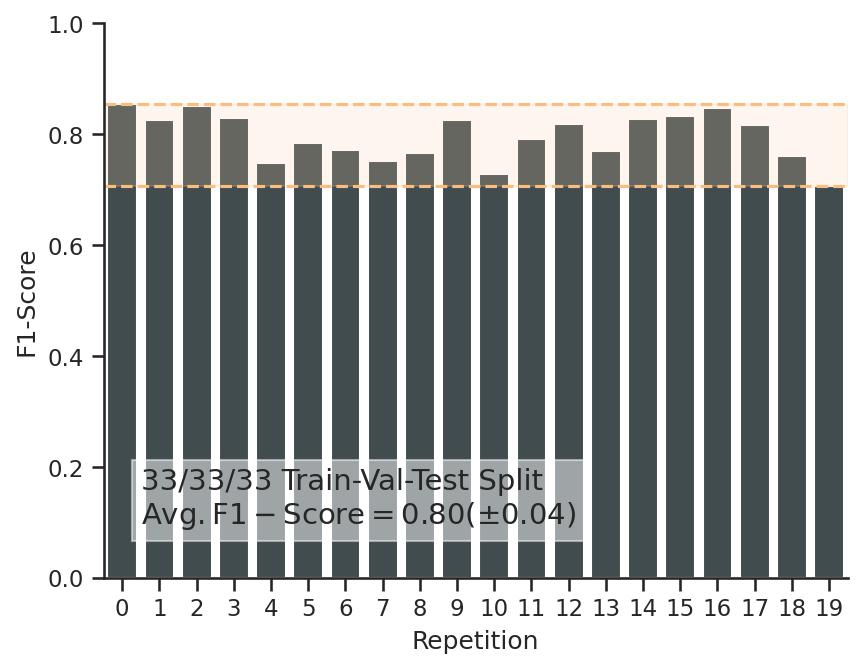 1.0
0.8
0.6
0.4
0.2
0.0
F1-Score
33/33/33 Train-Val-Test Split
Avg. F1 − Score = 0.80(±0.04)
0 1 2 3 4 5 6 7 8 9 10 11 12 13 14 15 16 17 18 19
Repetition